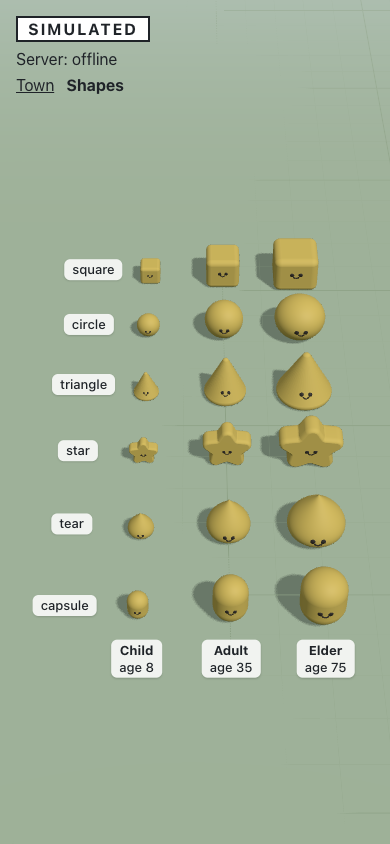 SIMULATED
Server: offline
Town Shapes
square
circle
triangle
star
tear
capsule
Child
age 8
Adult
age 35
Elder
age 75